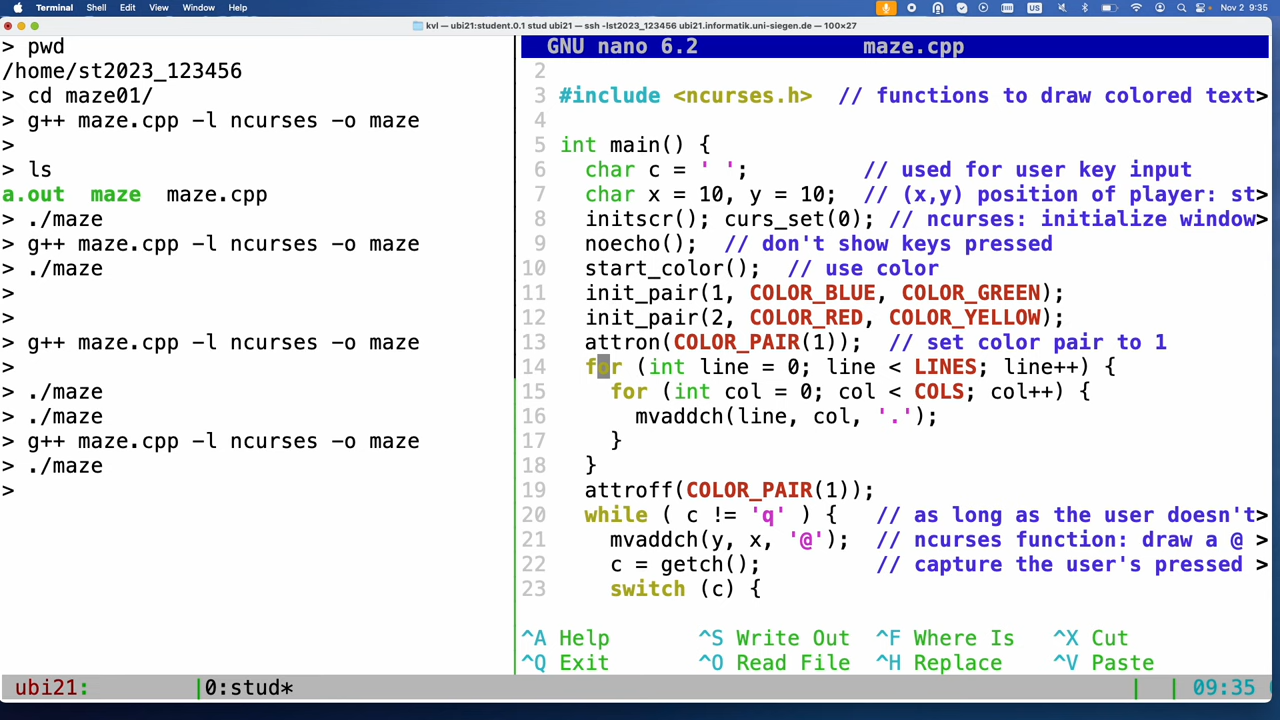 Terminal Shell Edit View Window Help US Nov 2 9:35
kvl — ubi21:student.0.1 stud ubi21 — ssh -lst2023_123456 ubi21.informatik.uni-siegen.de — 100×27
> pwd
/home/st2023_123456
> cd maze01/
> g++ maze.cpp -l ncurses -o maze
>
> ls
a.out maze maze.cpp
> ./maze
> g++ maze.cpp -l ncurses -o maze
> ./maze
>
>
> g++ maze.cpp -l ncurses -o maze
>
> ./maze
> ./maze
> g++ maze.cpp -l ncurses -o maze
> ./maze
>
GNU nano 6.2 maze.cpp
2
3 #include <ncurses.h> // functions to draw colored text>
4
5 int main() {
6 char c = ' '; // used for user key input
7 char x = 10, y = 10; // (x,y) position of player: st>
8 initscr(); curs_set(0); // ncurses: initialize window>
9 noecho(); // don't show keys pressed
10 start_color(); // use color
11 init_pair(1, COLOR_BLUE, COLOR_GREEN);
12 init_pair(2, COLOR_RED, COLOR_YELLOW);
13 attron(COLOR_PAIR(1)); // set color pair to 1
14 for (int line = 0; line < LINES; line++) {
15 for (int col = 0; col < COLS; col++) {
16 mvaddch(line, col, '.');
17 }
18 }
19 attroff(COLOR_PAIR(1));
20 while ( c != 'q' ) { // as long as the user doesn't>
21 mvaddch(y, x, '@'); // ncurses function: draw a @ >
22 c = getch(); // capture the user's pressed >
23 switch (c) {
^A Help ^S Write Out ^F Where Is ^X Cut
^Q Exit ^O Read File ^H Replace ^V Paste
ubi21: |0:stud* | | 09:35